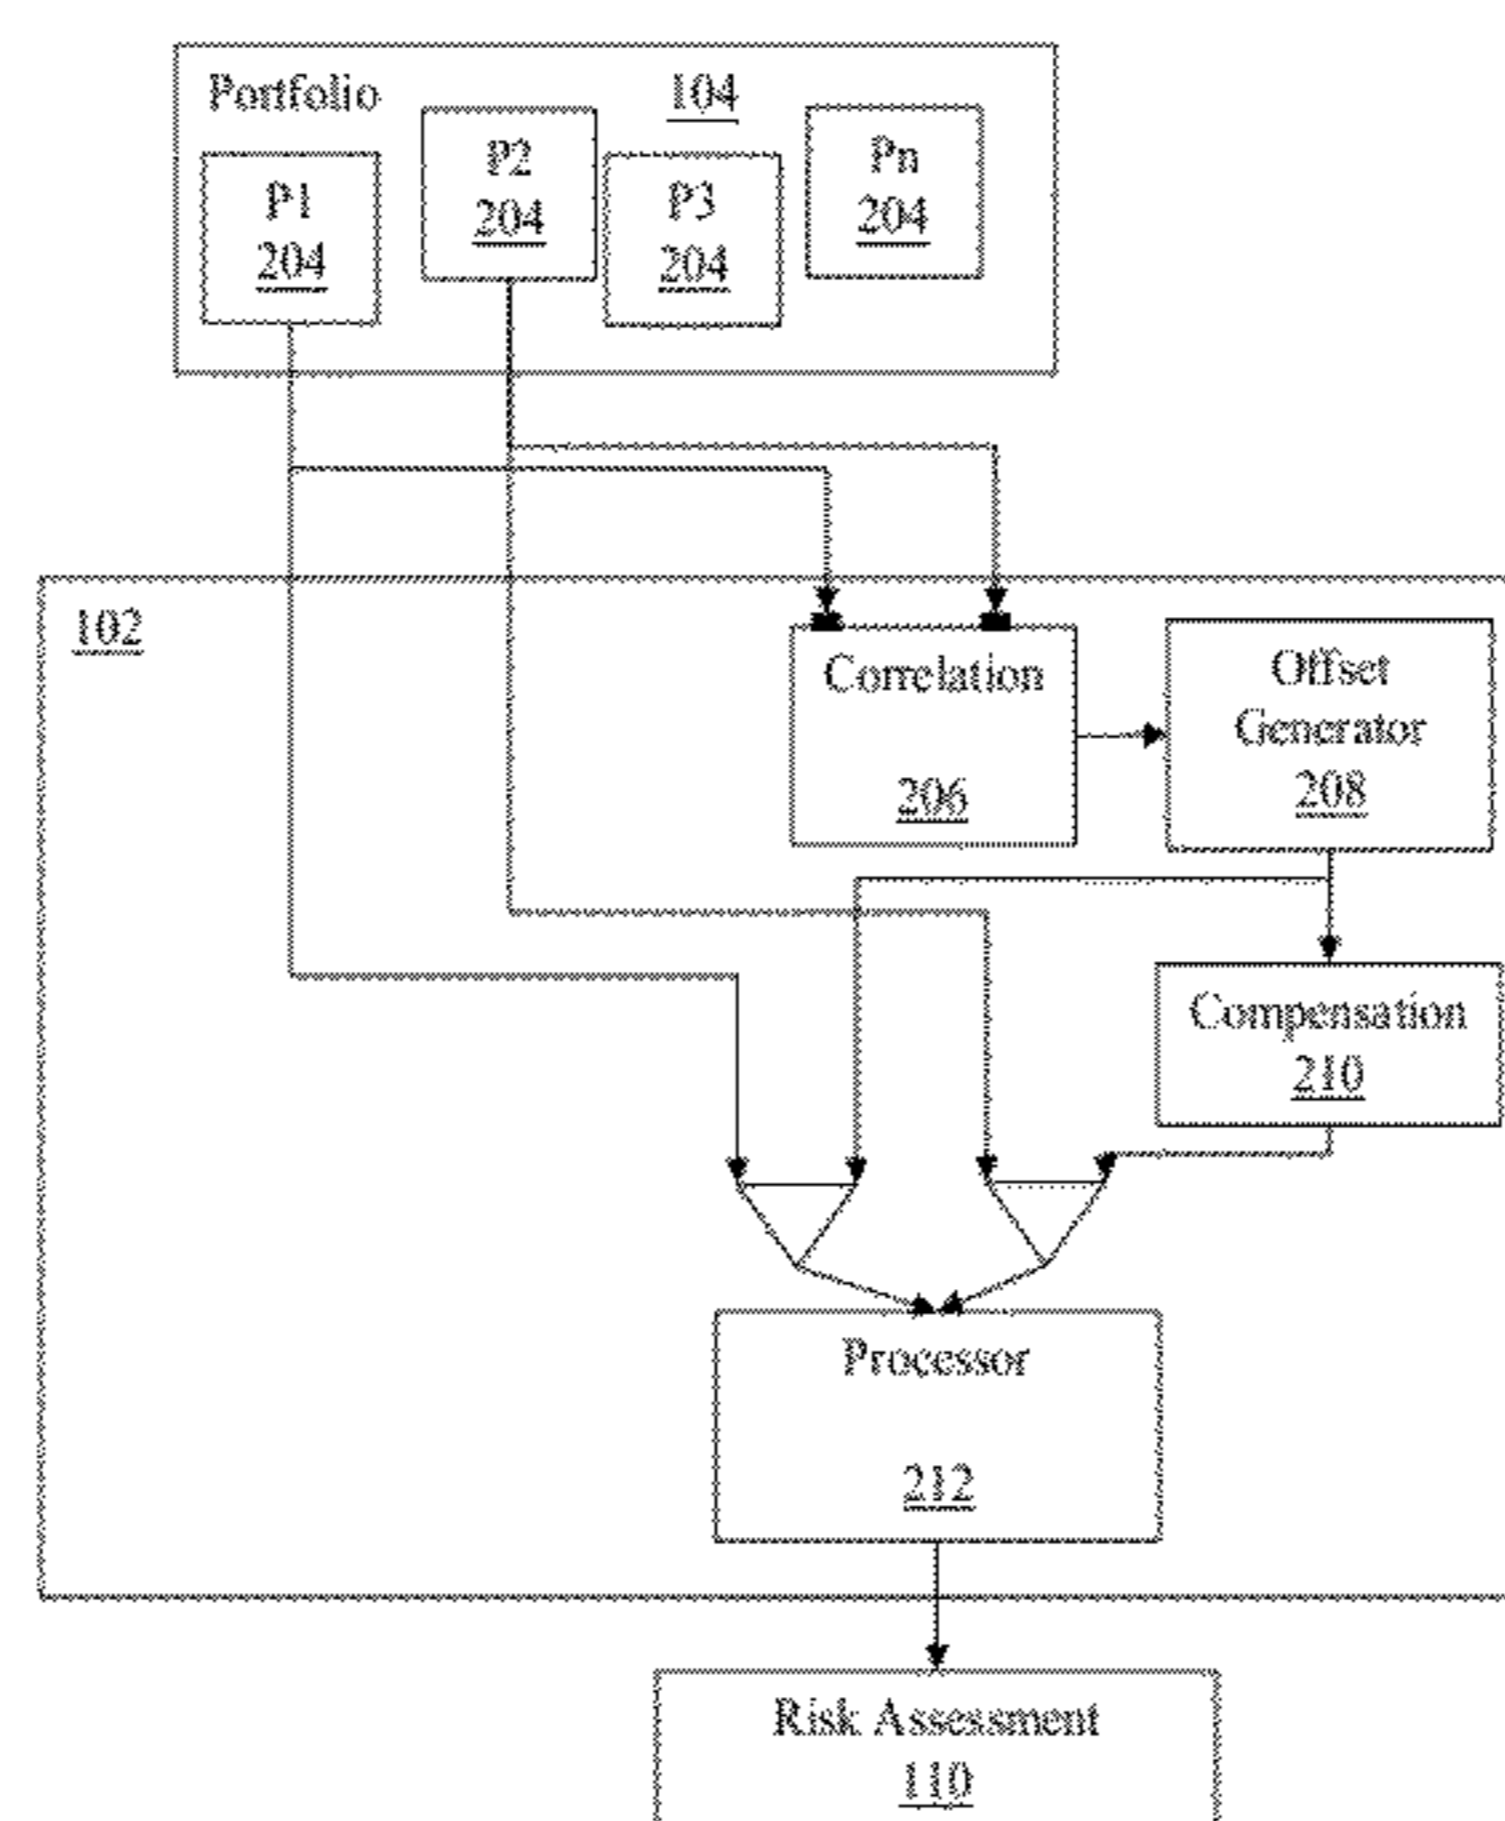 Portfolio 104
P1
204
P2
204
P3
204
Pn
204
102
Correlation
206
Offset
Generator
208
Compensation
210
Processor
212
Risk Assessment
110